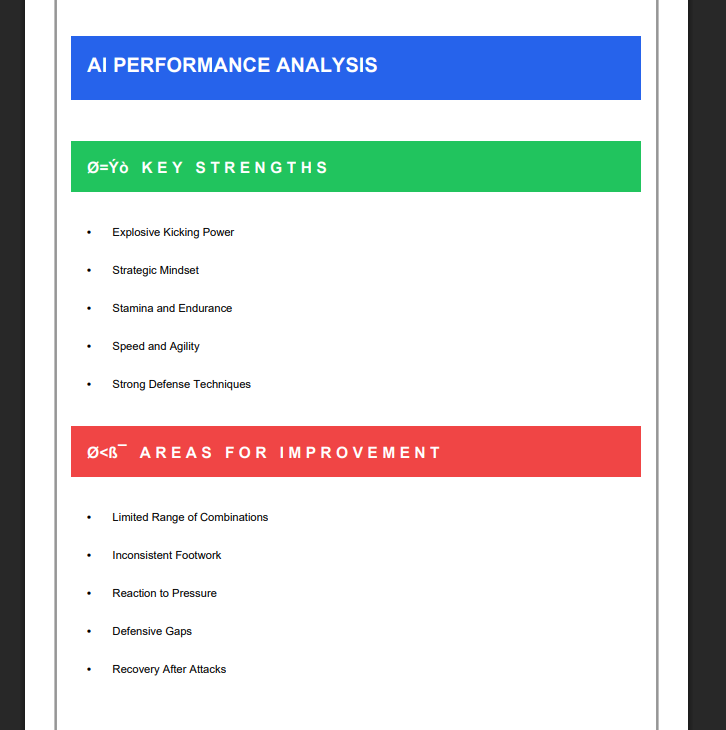 AI PERFORMANCE ANALYSIS
Ø=Ýò KEY STRENGTHS
• Explosive Kicking Power
• Strategic Mindset
• Stamina and Endurance
• Speed and Agility
• Strong Defense Techniques
Ø<ß¯ AREAS FOR IMPROVEMENT
• Limited Range of Combinations
• Inconsistent Footwork
• Reaction to Pressure
• Defensive Gaps
• Recovery After Attacks